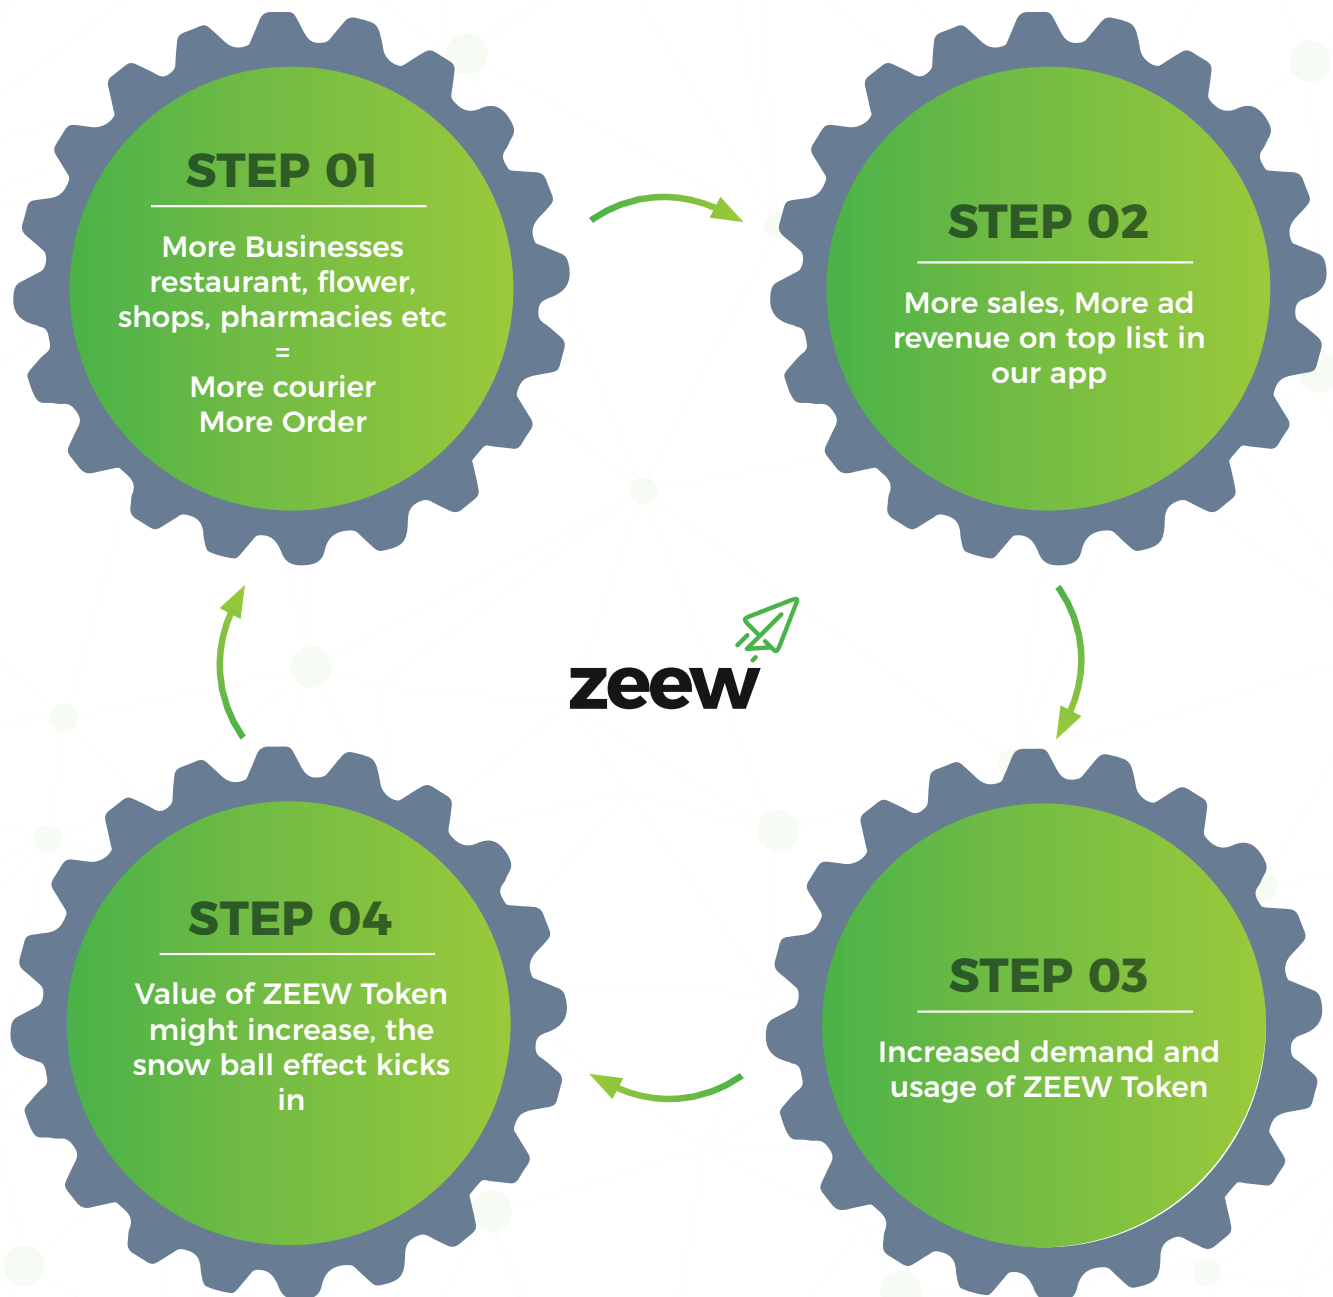 STEP 01
More Businesses
restaurant, flower,
shops, pharmacies etc
=
More courier
More Order
STEP 02
More sales, More ad
revenue on top list in
our app
zeew
STEP 03
Increased demand and
usage of ZEEW Token
STEP 04
Value of ZEEW Token
might increase, the
snow ball effect kicks
in